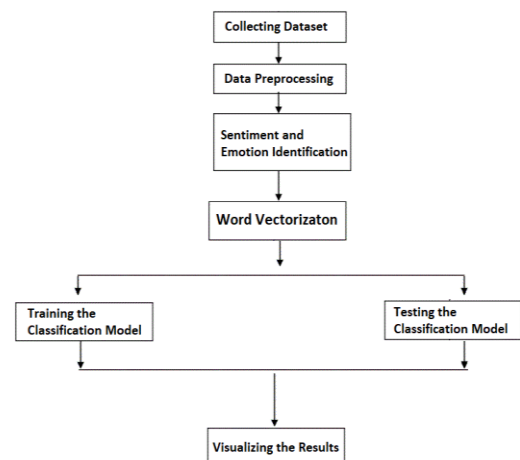 Collecting Dataset
Data Preprocessing
Sentiment and
Emotion Identification
Word Vectorizaton
Training the
Classification Model
Testing the
Classification Model
Visualizing the Results